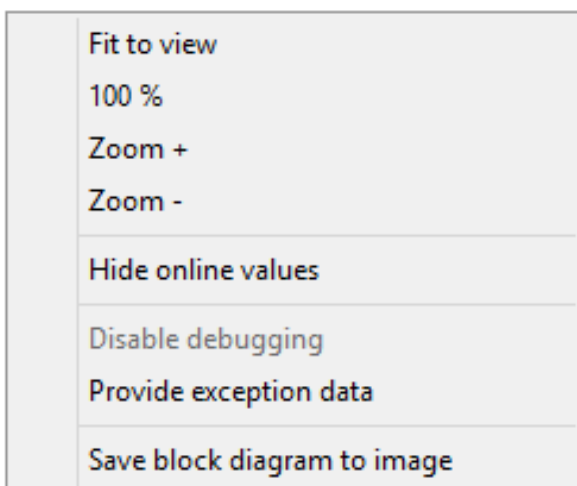 Fit to view
100 %
Zoom +
Zoom -
Hide online values
Disable debugging
Provide exception data
Save block diagram to image